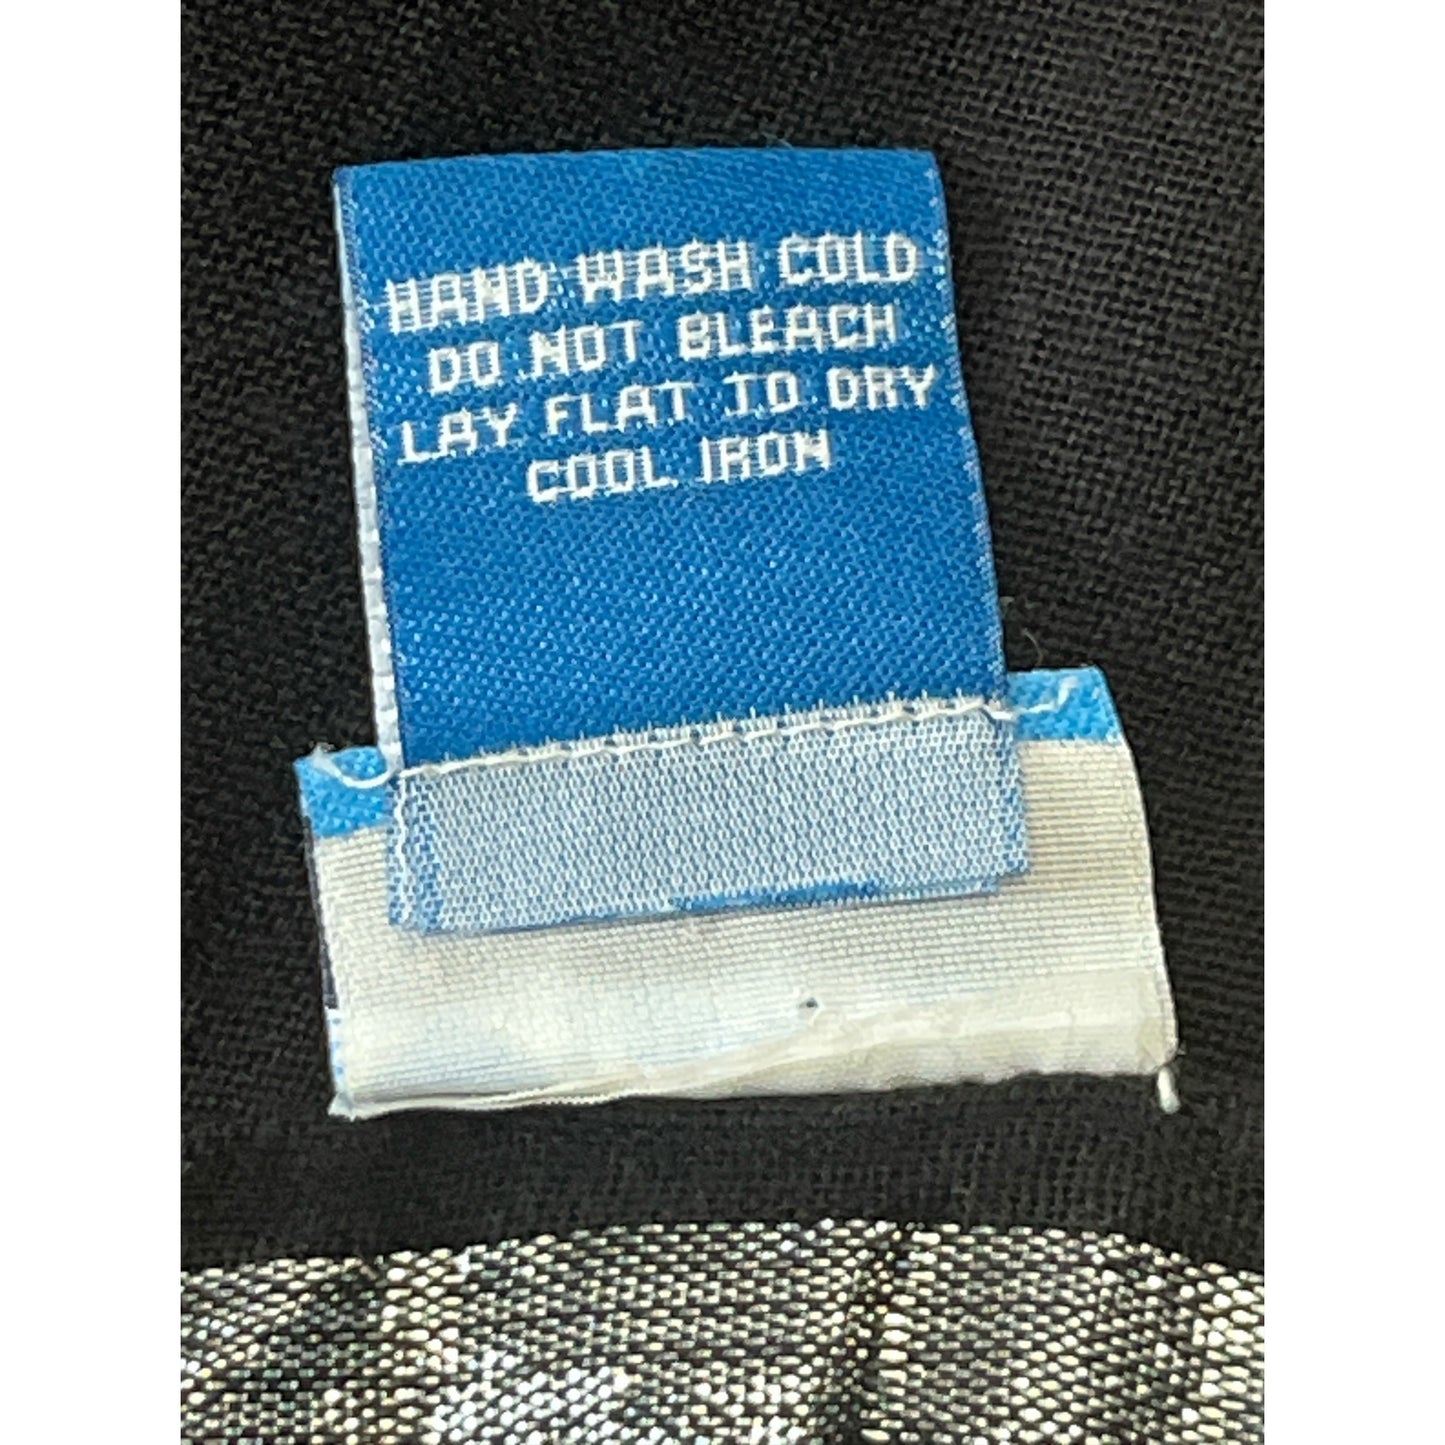 HAND WASH COLD
DO NOT BLEACH
LAY FLAT TO DRY
COOL IRON